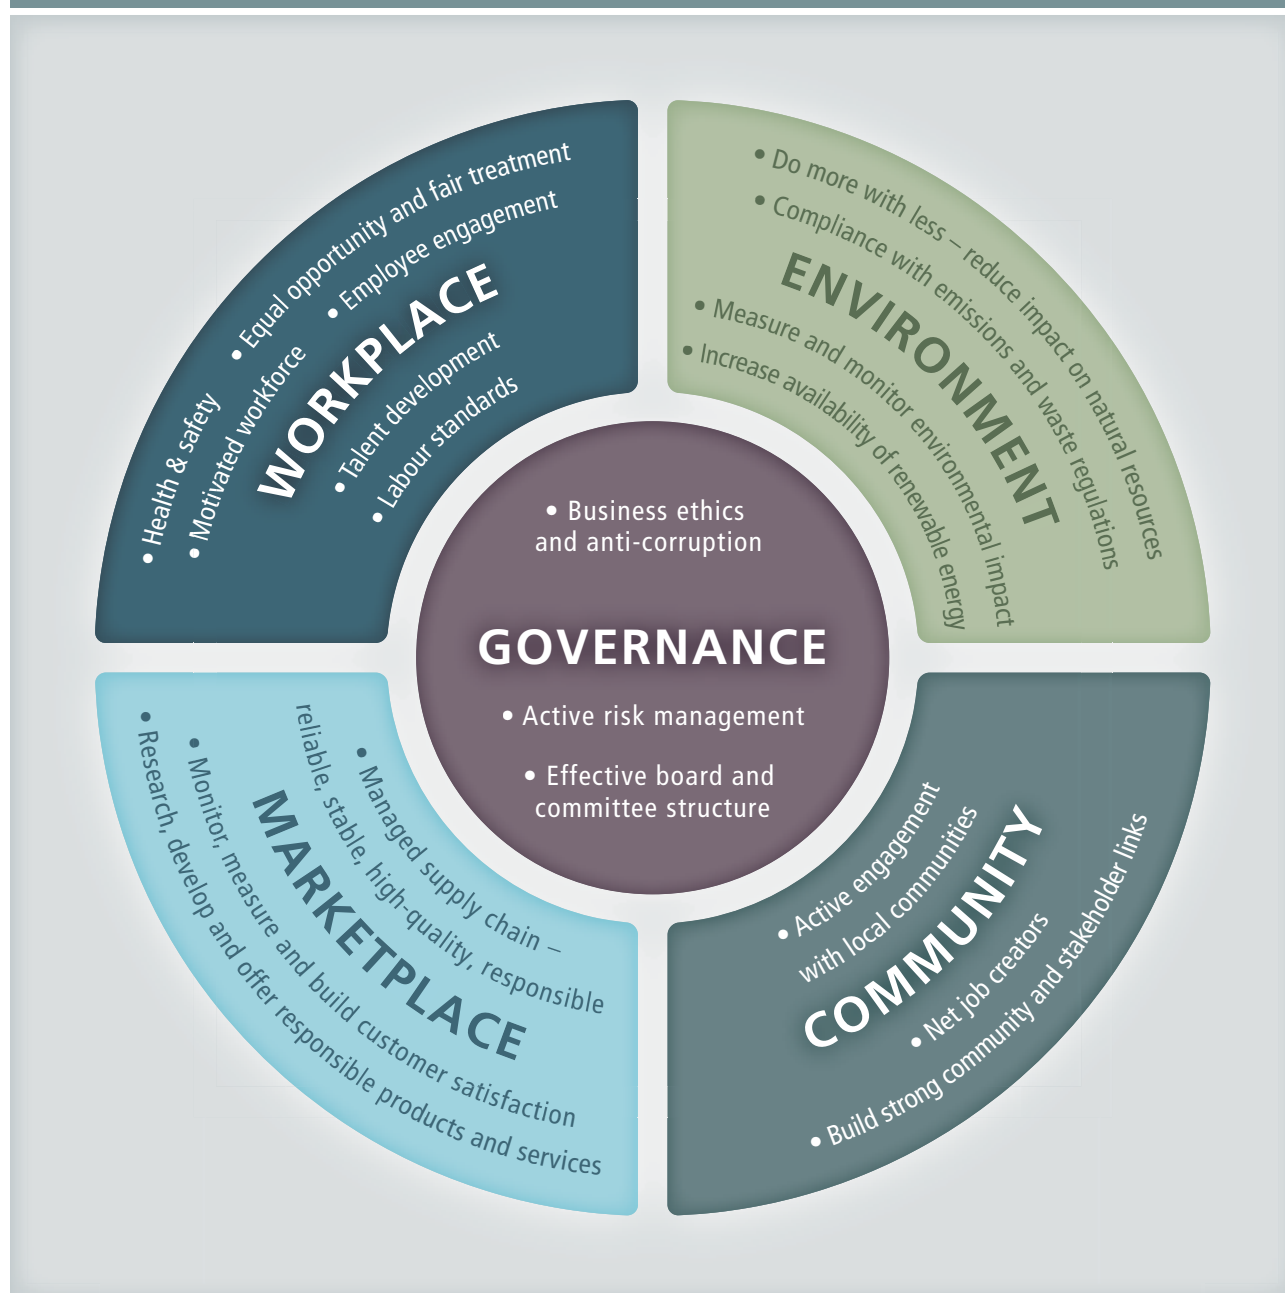 • Equal opportunity and fair treatment
• Employee engagement
• Health & safety
• Motivated workforce
WORKPLACE
• Talent development
• Labour standards
• Do more with less – reduce impact on natural resources
• Compliance with emissions and waste regulations
ENVIRONMENT
• Measure and monitor environmental impact
• Increase availability of renewable energy
• Business ethics
and anti-corruption
GOVERNANCE
• Active risk management
• Effective board and
committee structure
• Managed supply chain –
reliable, stable, high-quality, responsible
MARKETPLACE
• Monitor, measure and build customer satisfaction
• Research, develop and offer responsible products and services
• Active engagement
with local communities
COMMUNITY
• Net job creators
• Build strong community and stakeholder links